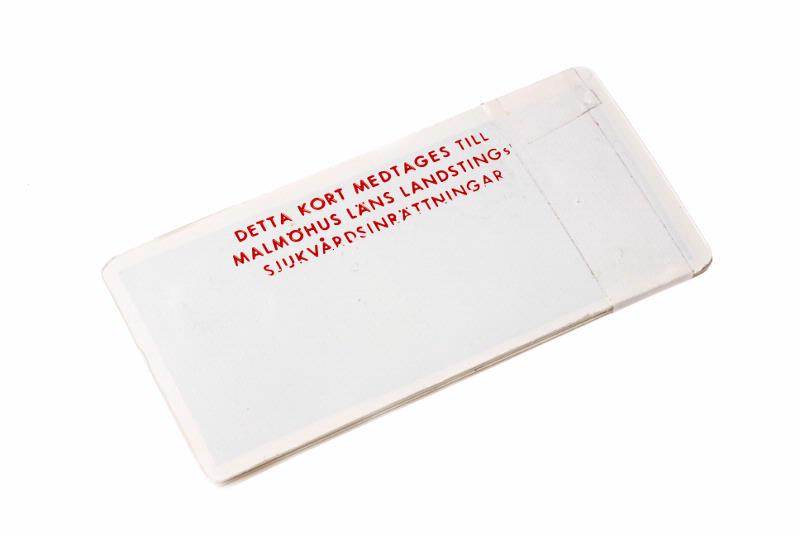 DETTA KORT MEDTAGES TILL
MALMÖHUS LÄNS LANDSTINGs
SJUKVÅRDSINRÄTTNINGAR